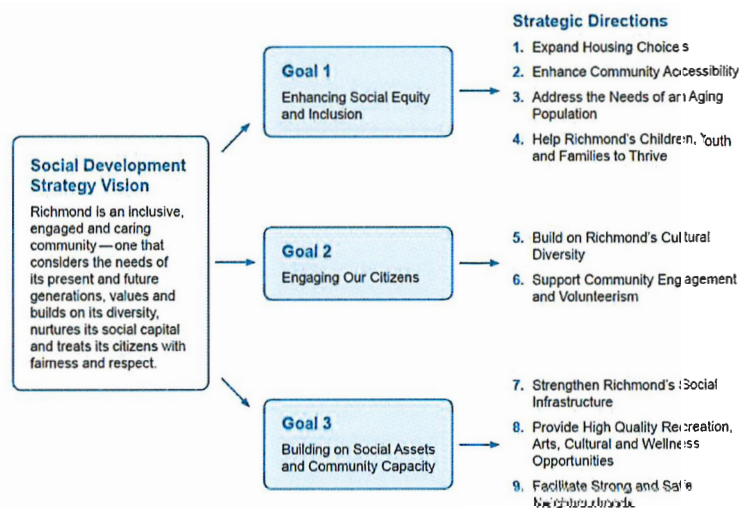 Strategic Directions
Goal 1
Enhancing Social Equity
and Inclusion
1. Expand Housing Choices
2. Enhance Community Accessibility
3. Address the Needs of an Aging
Population
4. Help Richmond's Children, Youth
and Families to Thrive
Social Development
Strategy Vision
Richmond is an inclusive,
engaged and caring
community—one that
considers the needs of
its present and future
generations, values and
builds on its diversity,
nurtures its social capital
and treats its citizens with
fairness and respect.
Goal 2
Engaging Our Citizens
5. Build on Richmond's Cultural
Diversity
6. Support Community Engagement
and Volunteerism
Goal 3
Building on Social Assets
and Community Capacity
7. Strengthen Richmond's Social
Infrastructure
8. Provide High Quality Recreation,
Arts, Cultural and Wellness
Opportunities
9. Facilitate Strong and Safe
Neighbourhoods